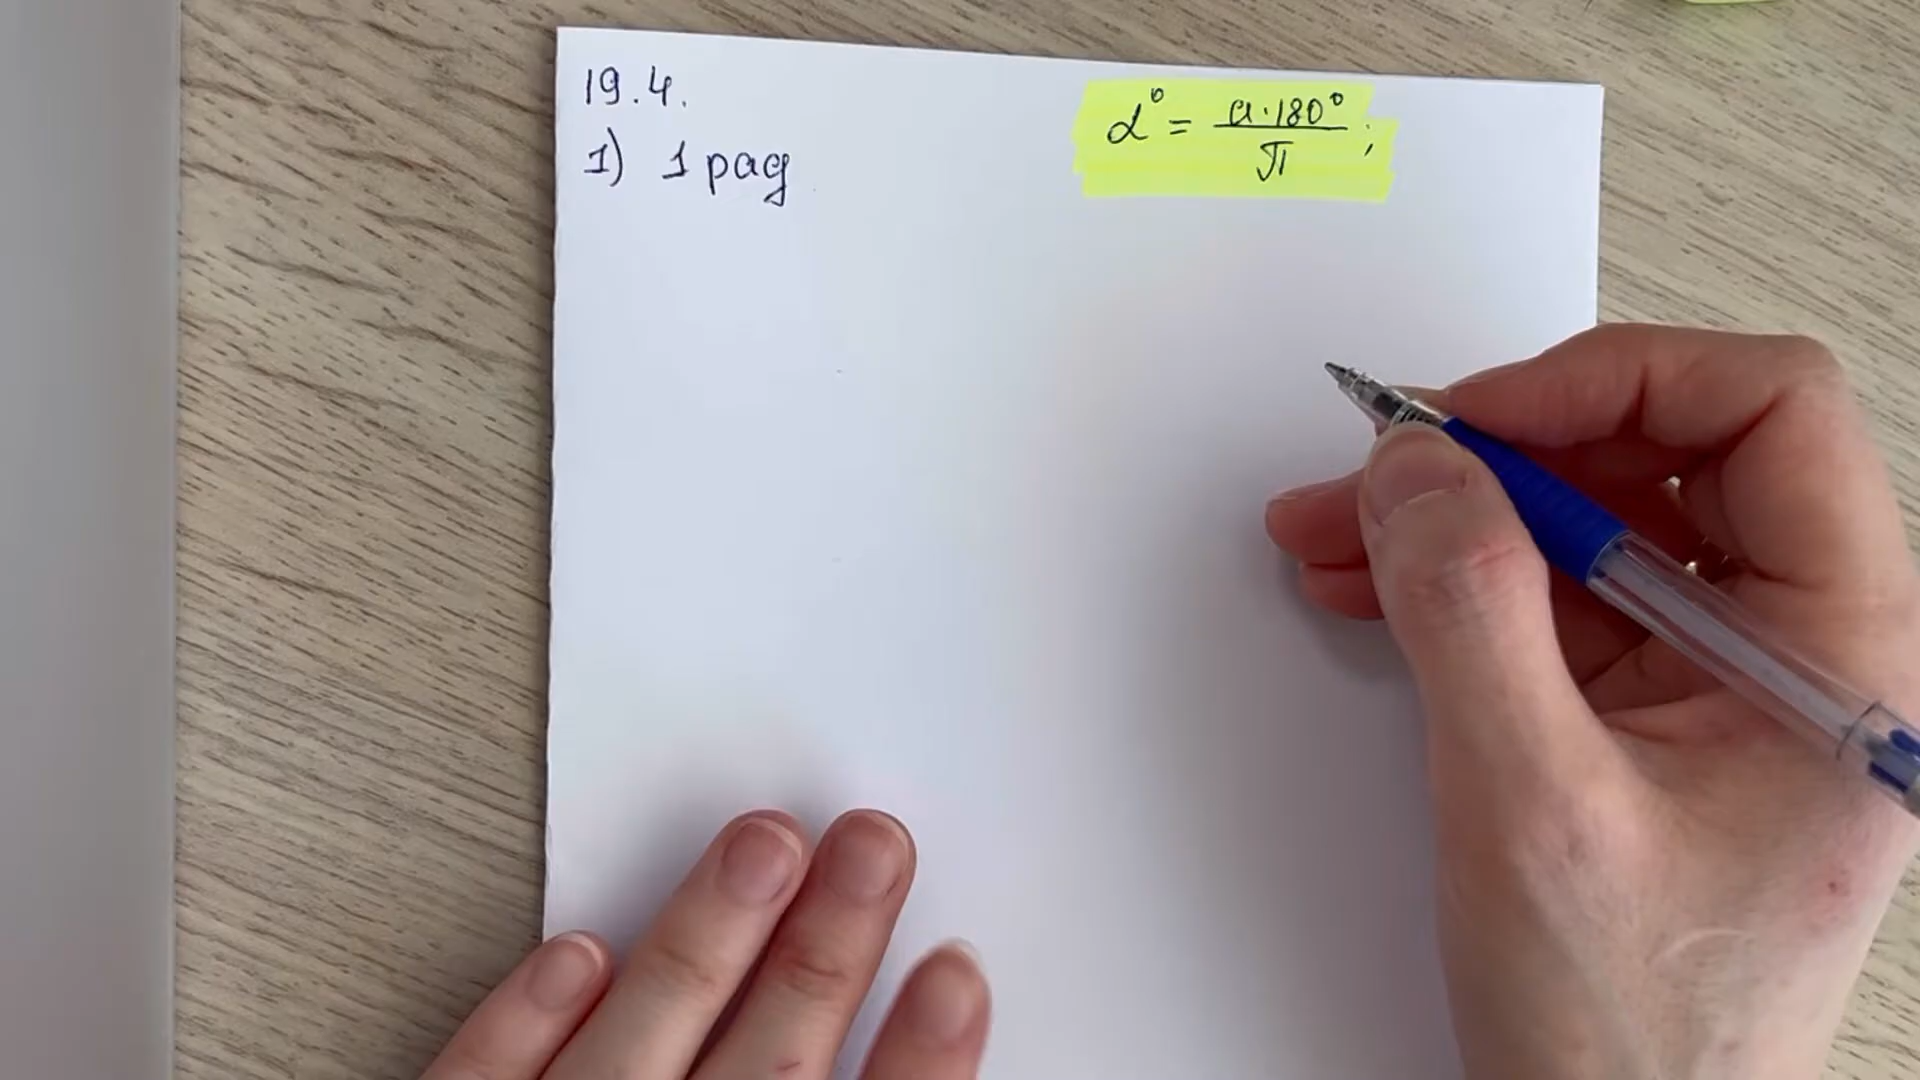 19.4.
1) 1 рад
α° = a·180° / π ;